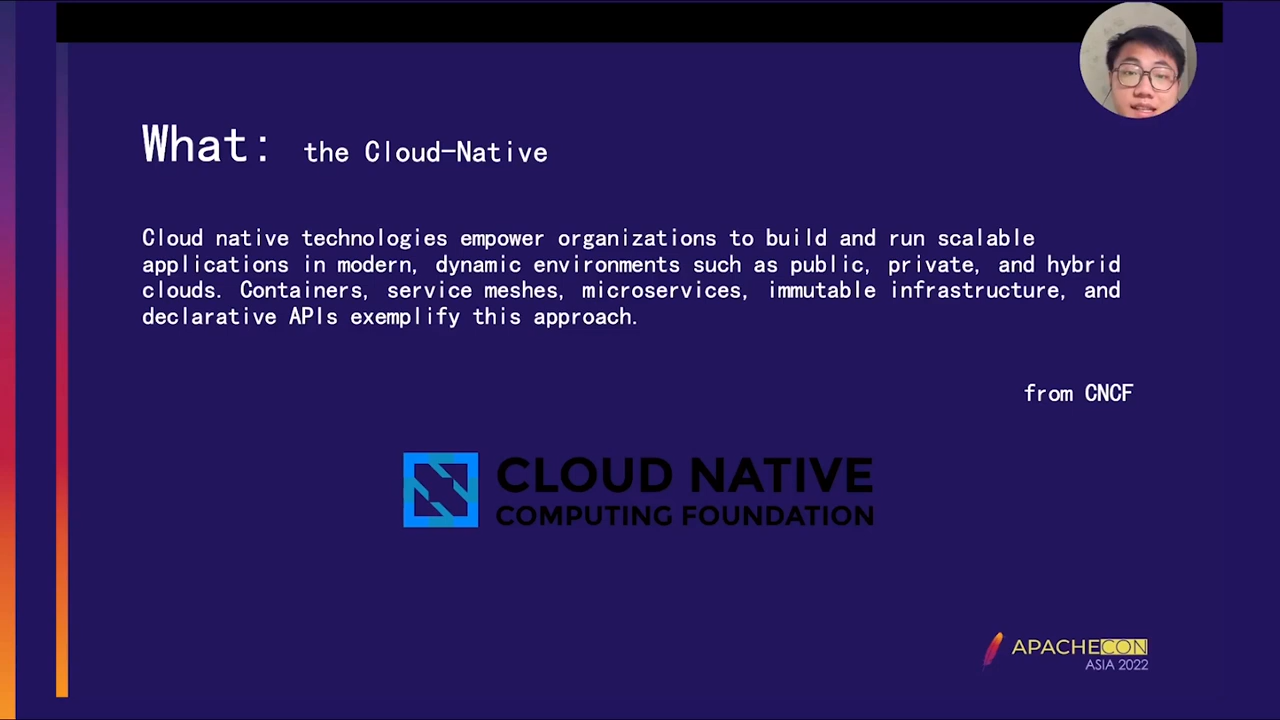 What: the Cloud-Native
Cloud native technologies empower organizations to build and run scalable
applications in modern, dynamic environments such as public, private, and hybrid
clouds. Containers, service meshes, microservices, immutable infrastructure, and
declarative APIs exemplify this approach.
from CNCF
CLOUD NATIVE
COMPUTING FOUNDATION
APACHECON
ASIA 2022